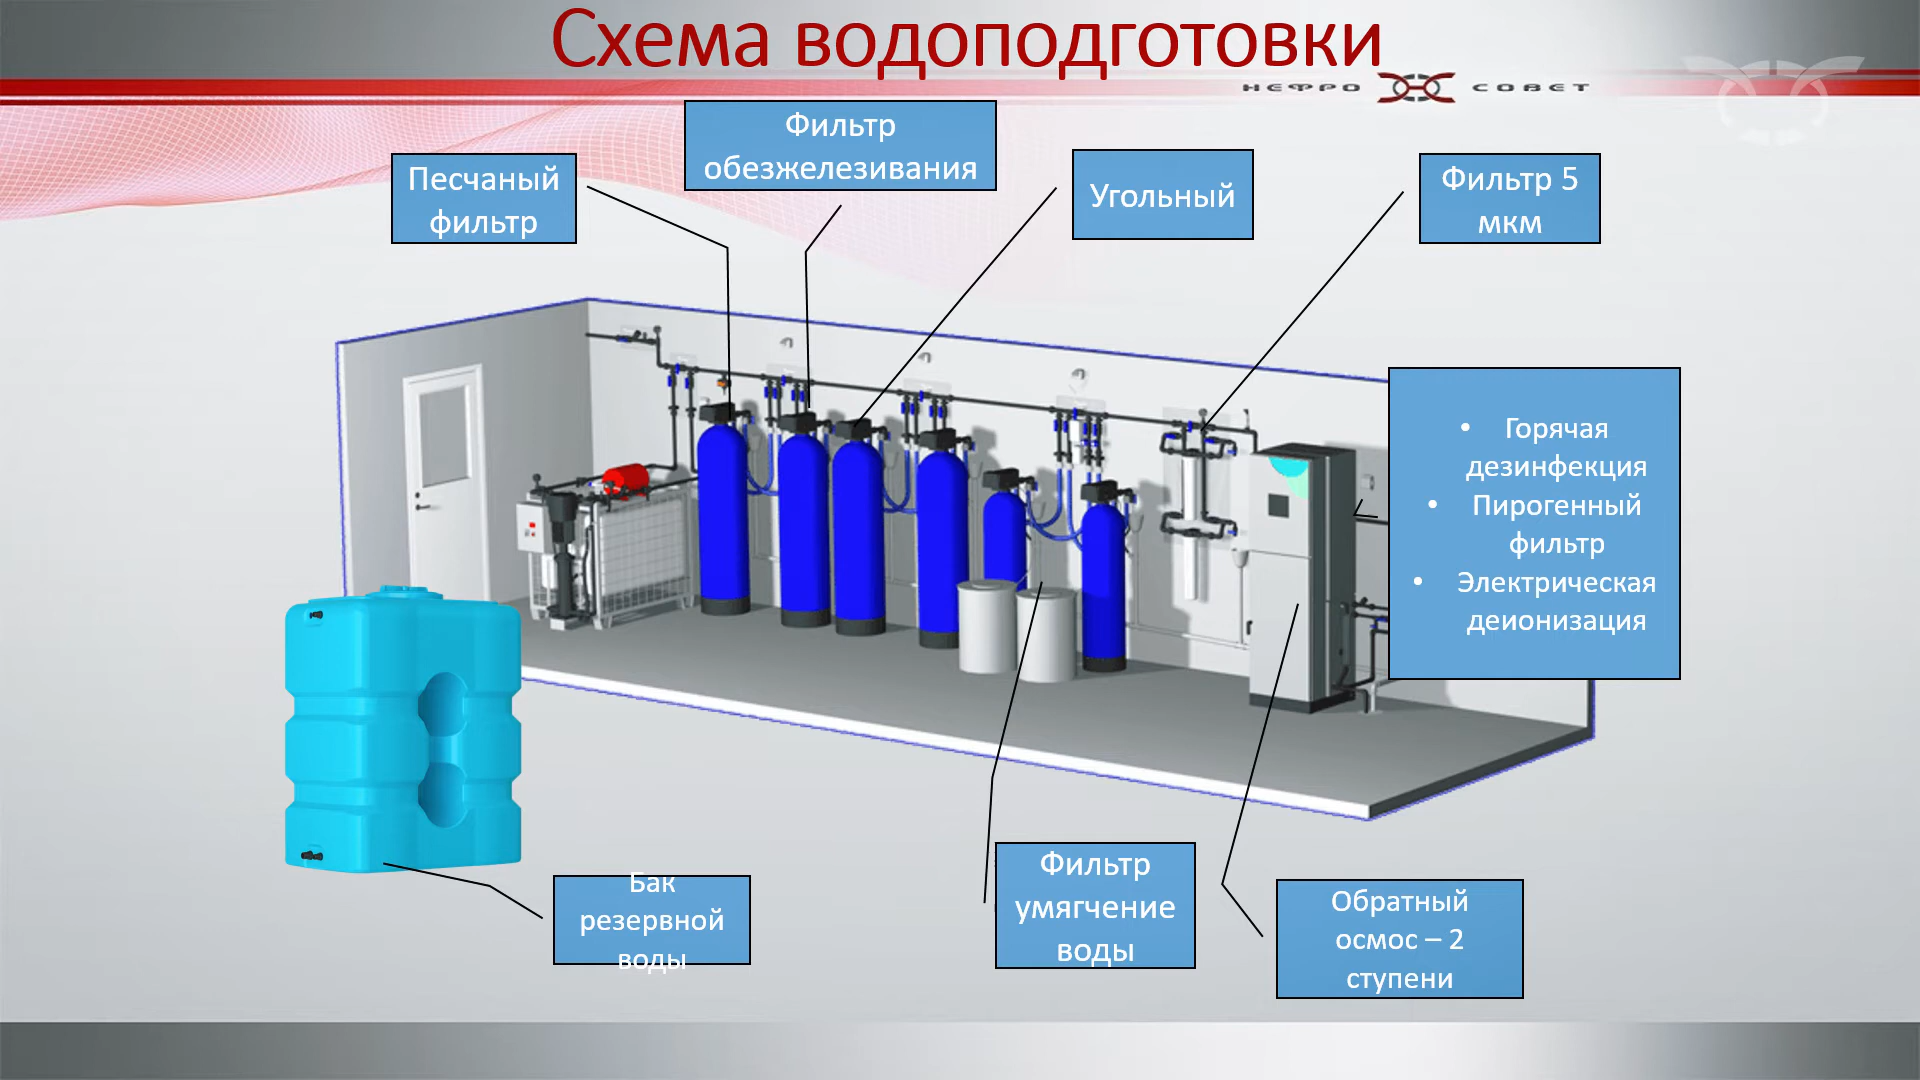 Схема водоподготовки
НЕФРО СОВЕТ
Фильтр
обезжелезивания
Песчаный
фильтр
Угольный
Фильтр 5
мкм
• Горячая
дезинфекция
• Пирогенный
фильтр
• Электрическая
деионизация
Бак
резервной
воды
Фильтр
умягчение
воды
Обратный
осмос – 2
ступени